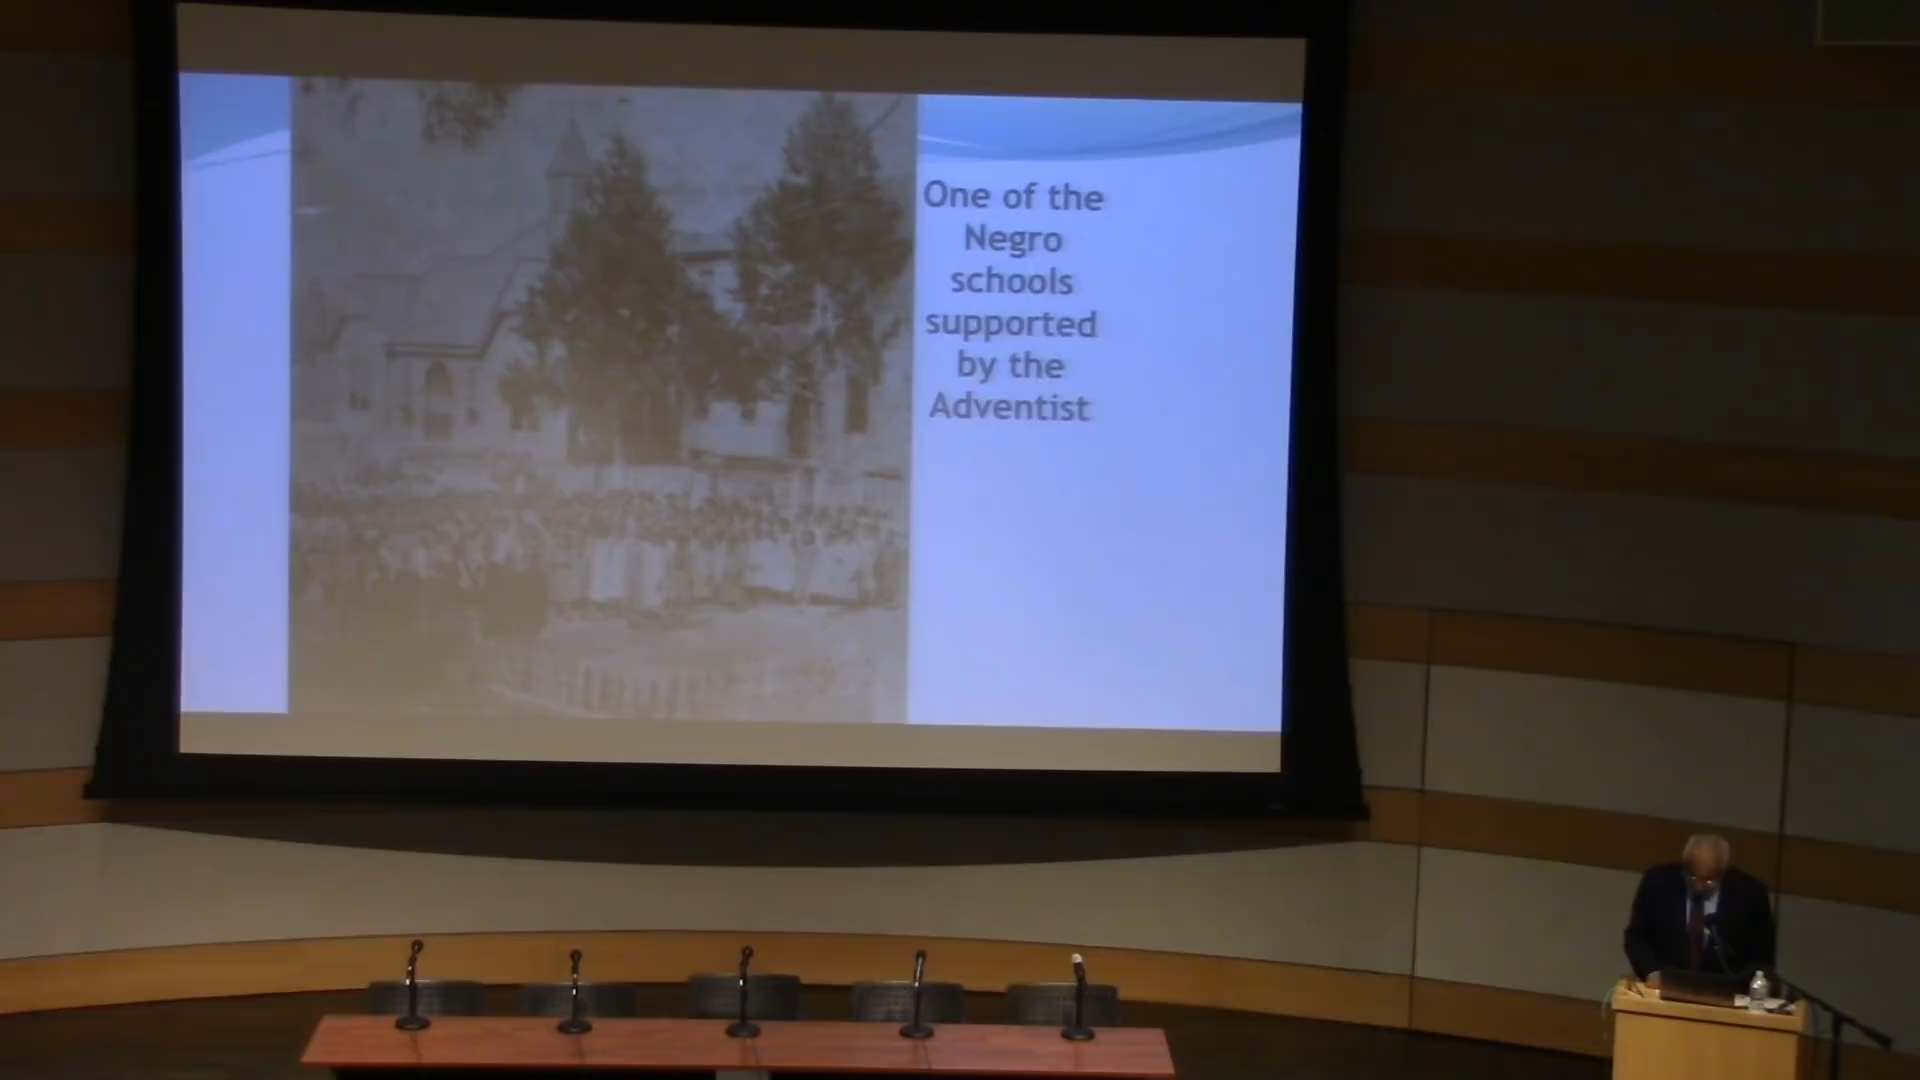 One of the
Negro
schools
supported
by the
Adventist